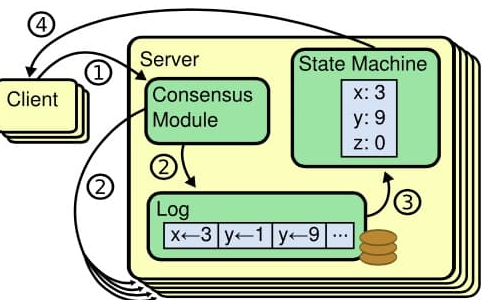 ④
①
Server
State Machine
Client
Consensus
Module
x: 3
y: 9
z: 0
②
②
③
Log
x←3 y←1 y←9 ...